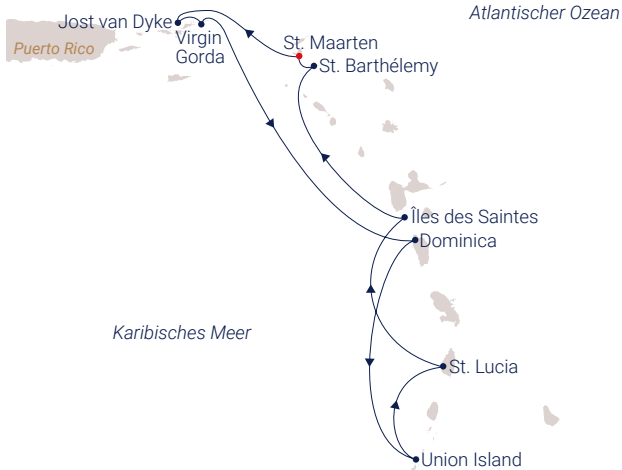 Atlantischer Ozean
Jost van Dyke
Virgin
Gorda
St. Maarten
Puerto Rico
St. Barthélemy
Îles des Saintes
Dominica
Karibisches Meer
St. Lucia
Union Island